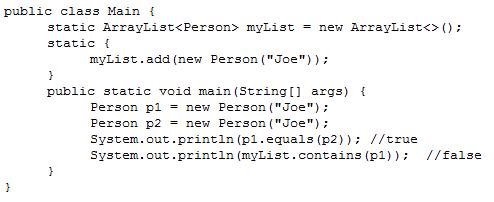 public class Main {
static ArrayList<Person> myList = new ArrayList<>();
static {
myList.add(new Person("Joe"));
}
public static void main(String[] args) {
Person p1 = new Person("Joe");
Person p2 = new Person("Joe");
System.out.println(p1.equals(p2)); //true
System.out.println(myList.contains(p1));  //false
}
}